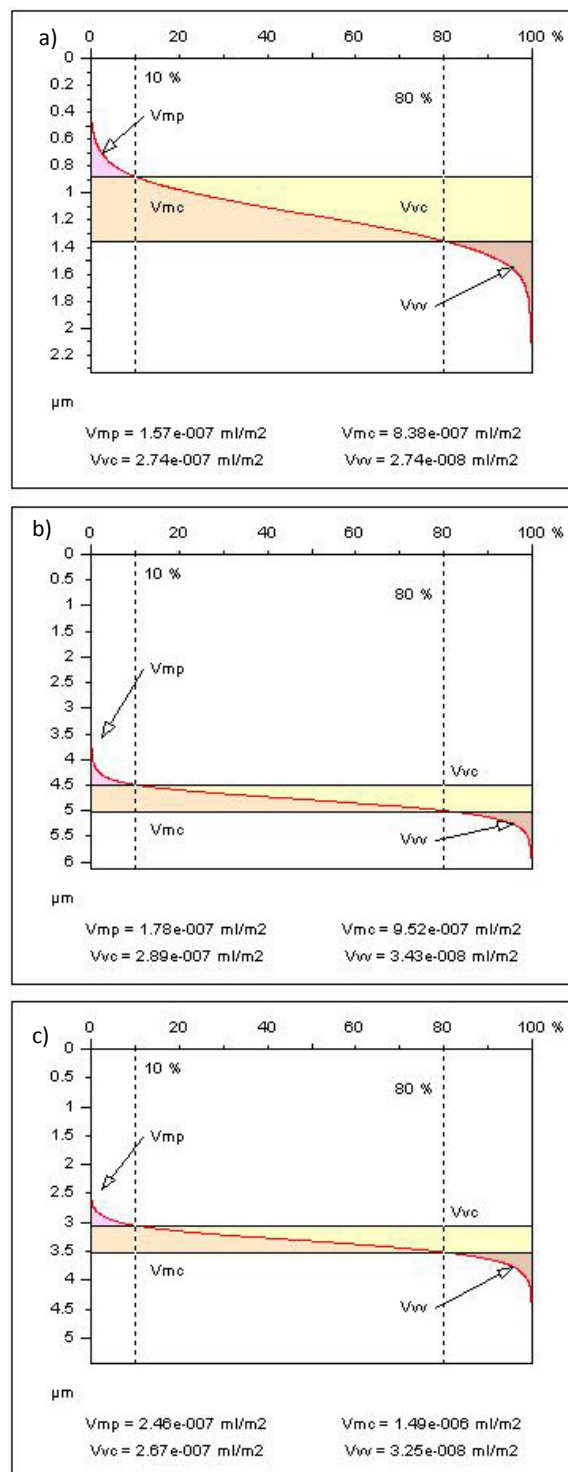 a)
0 20 40 60 80 100 %
0
10 %
80 %
0.2
0.4
Vmp
0.6
0.8
1
Vmc Vvc
1.2
1.4
1.6
Vvv
1.8
2
2.2
µm
Vmp = 1.57e-007 ml/m2 Vmc = 8.38e-007 ml/m2
Vvc = 2.74e-007 ml/m2 Vvv = 2.74e-008 ml/m2
b)
0 20 40 60 80 100 %
0
10 %
0.5
80 %
1
1.5
2
Vmp
2.5
3
3.5
4
Vvc
4.5
5
Vmc
5.5
Vvv
6
µm
Vmp = 1.78e-007 ml/m2 Vmc = 9.52e-007 ml/m2
Vvc = 2.89e-007 ml/m2 Vvv = 3.43e-008 ml/m2
c)
0 20 40 60 80 100 %
0
10 %
0.5
80 %
1
1.5
Vmp
2
2.5
Vvc
3
3.5
Vmc
4
4.5
Vvv
5
µm
Vmp = 2.46e-007 ml/m2 Vmc = 1.49e-006 ml/m2
Vvc = 2.67e-007 ml/m2 Vvv = 3.25e-008 ml/m2